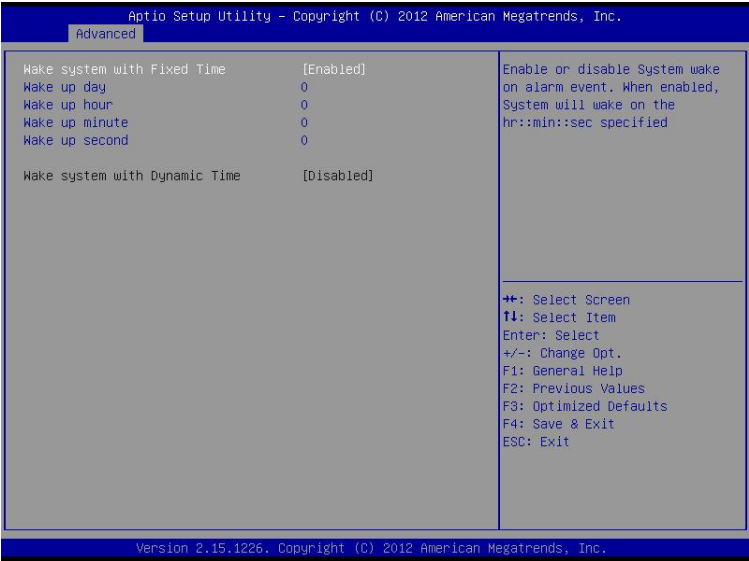 Aptio Setup Utility – Copyright (C) 2012 American Megatrends, Inc.
Advanced
Wake system with Fixed Time [Enabled]
Wake up day 0
Wake up hour 0
Wake up minute 0
Wake up second 0
Wake system with Dynamic Time [Disabled]
Enable or disable System wake
on alarm event. When enabled,
System will wake on the
hr::min::sec specified
→←: Select Screen
↑↓: Select Item
Enter: Select
+/-: Change Opt.
F1: General Help
F2: Previous Values
F3: Optimized Defaults
F4: Save & Exit
ESC: Exit
Version 2.15.1226. Copyright (C) 2012 American Megatrends, Inc.